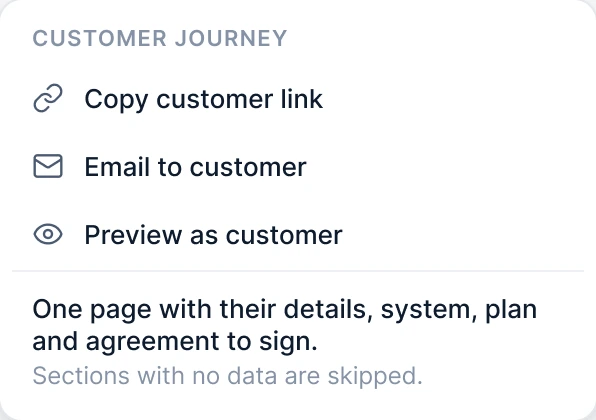 CUSTOMER JOURNEY
Copy customer link
Email to customer
Preview as customer
One page with their details, system, plan
and agreement to sign.
Sections with no data are skipped.